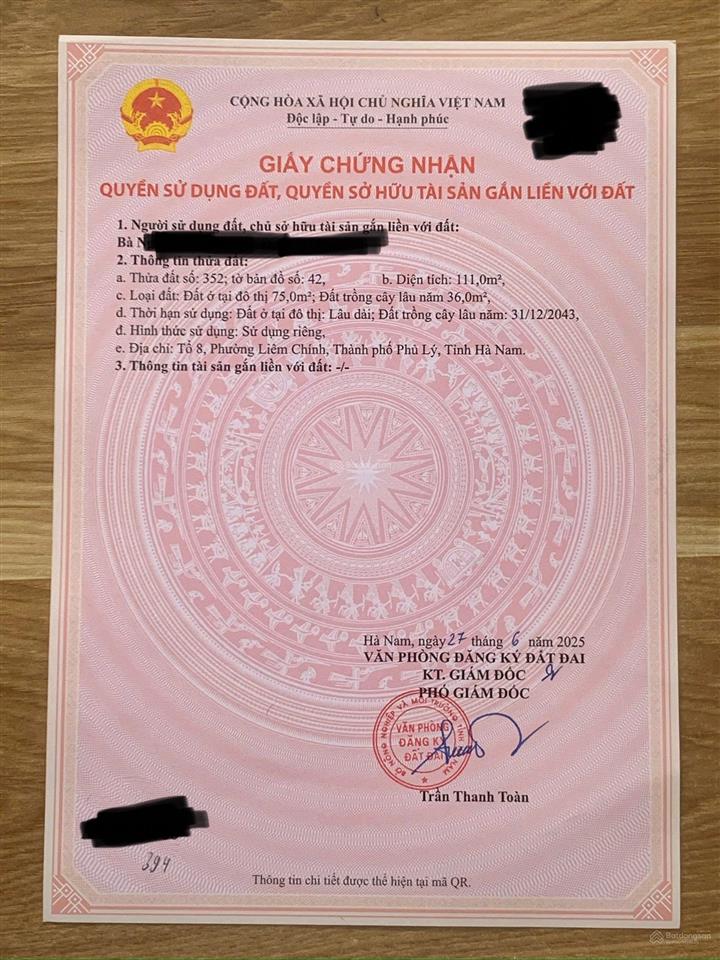 CỘNG HÒA XÃ HỘI CHỦ NGHĨA VIỆT NAM
Độc lập - Tự do - Hạnh phúc
GIẤY CHỨNG NHẬN
QUYỀN SỬ DỤNG ĐẤT, QUYỀN SỞ HỮU TÀI SẢN GẮN LIỀN VỚI ĐẤT
1. Người sử dụng đất, chủ sở hữu tài sản gắn liền với đất:
Bà
2. Thông tin thửa đất:
a. Thửa đất số: 352; tờ bản đồ số: 42, b. Diện tích: 111,0m²,
c. Loại đất: Đất ở tại đô thị 75,0m²; Đất trồng cây lâu năm 36,0m²,
d. Thời hạn sử dụng: Đất ở tại đô thị: Lâu dài; Đất trồng cây lâu năm: 31/12/2043,
đ. Hình thức sử dụng: Sử dụng riêng,
e. Địa chỉ: Tổ 8, Phường Liêm Chính, Thành phố Phủ Lý, Tỉnh Hà Nam.
3. Thông tin tài sản gắn liền với đất: -/-
Hà Nam, ngày 27 tháng 6 năm 2025
VĂN PHÒNG ĐĂNG KÝ ĐẤT ĐAI
KT. GIÁM ĐỐC
PHÓ GIÁM ĐỐC
VĂN PHÒNG
ĐĂNG KÝ
ĐẤT ĐAI
Trần Thanh Toàn
394
Thông tin chi tiết được thể hiện tại mã QR.
Batdongsan